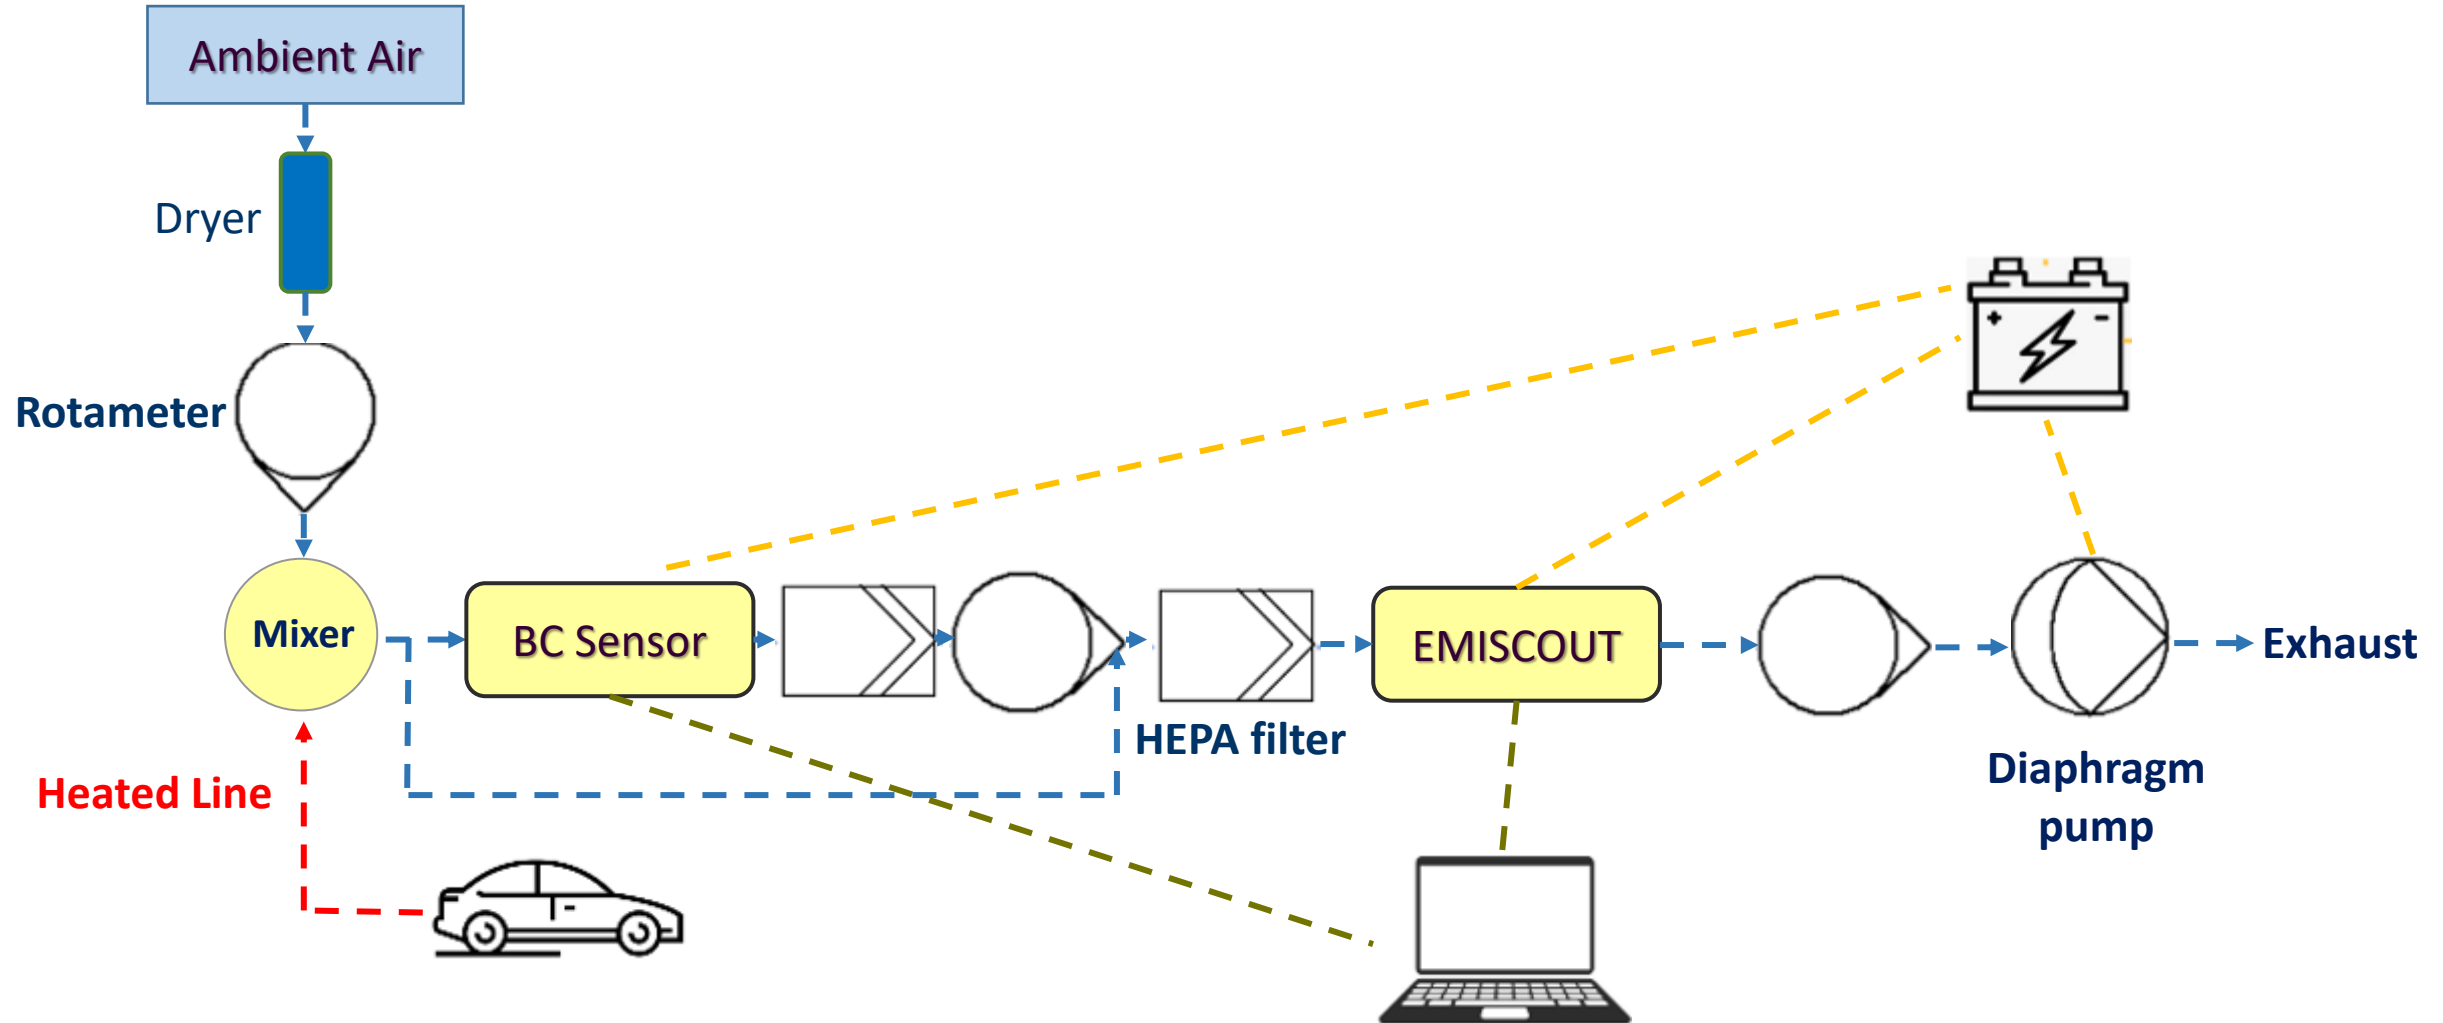 Ambient Air
Dryer
Rotameter
Mixer
BC Sensor
EMISCOUT
Exhaust
HEPA filter
Heated Line
Diaphragm
pump
+ -